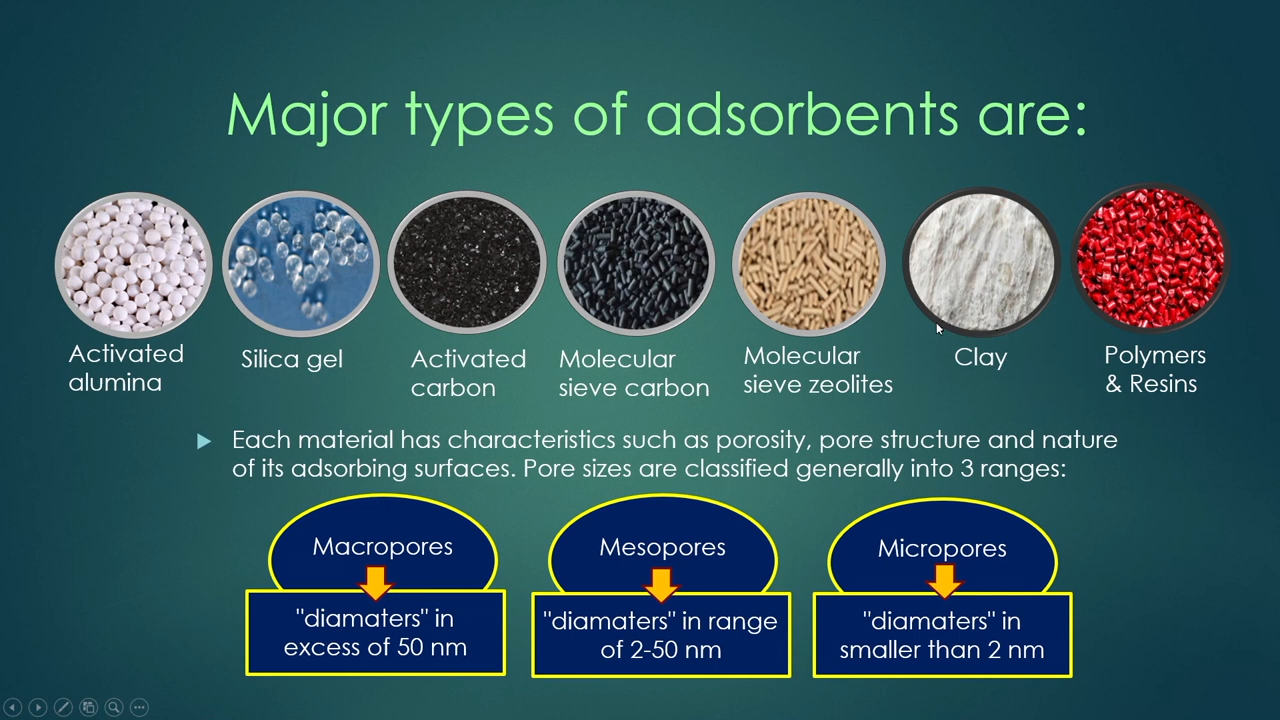 Major types of adsorbents are:
Activated
alumina
Silica gel
Activated
carbon
Molecular
sieve carbon
Molecular
sieve zeolites
Clay
Polymers
& Resins
Each material has characteristics such as porosity, pore structure and nature
of its adsorbing surfaces. Pore sizes are classified generally into 3 ranges:
Macropores
"diamaters" in
excess of 50 nm
Mesopores
"diamaters" in range
of 2-50 nm
Micropores
"diamaters" in
smaller than 2 nm